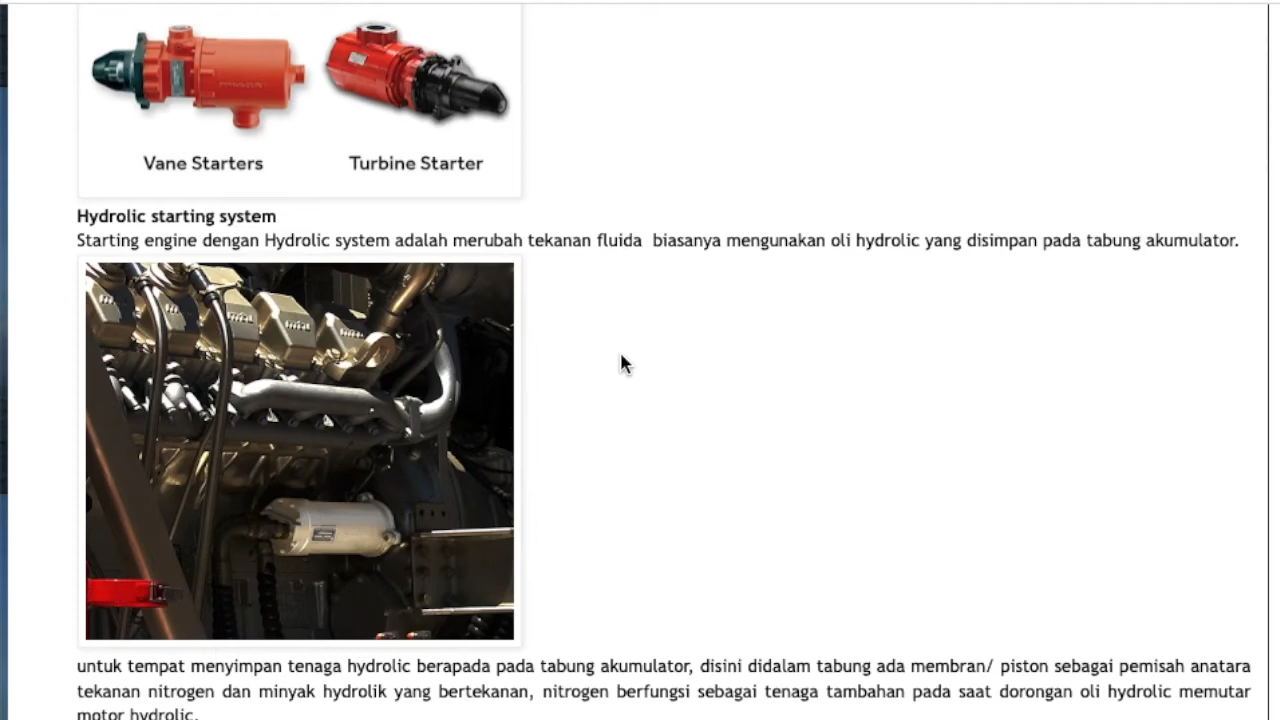 Vane Starters
Turbine Starter
Hydrolic starting system
Starting engine dengan Hydrolic system adalah merubah tekanan fluida biasanya mengunakan oli hydrolic yang disimpan pada tabung akumulator.
mtu
untuk tempat menyimpan tenaga hydrolic berapada pada tabung akumulator, disini didalam tabung ada membran/ piston sebagai pemisah anatara
tekanan nitrogen dan minyak hydrolik yang bertekanan, nitrogen berfungsi sebagai tenaga tambahan pada saat dorongan oli hydrolic memutar
motor hydrolic.